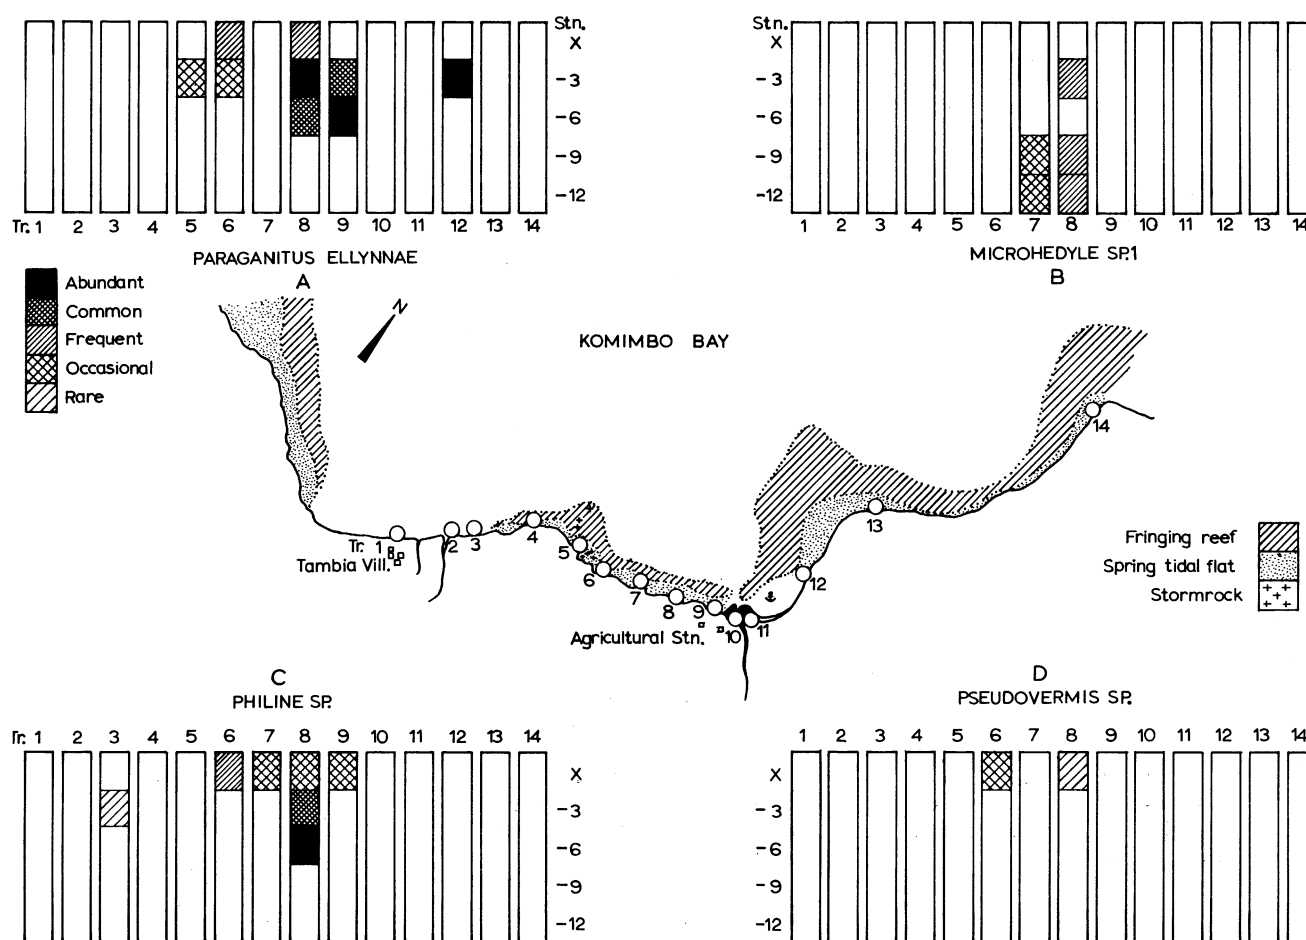 Stn.
X
-3
-6
-9
-12
Tr. 1 2 3 4 5 6 7 8 9 10 11 12 13 14
PARAGANITUS ELLYNNAE
A
Stn.
X
-3
-6
-9
-12
1 2 3 4 5 6 7 8 9 10 11 12 13 14
MICROHEDYLE SP.1
B
Abundant
Common
Frequent
Occasional
Rare
N
KOMIMBO BAY
14
13
12
Tr. 1 2 3 4 5 6 7 8 9 10 11
Tambia Vill.
Agricultural Stn.
Fringing reef
Spring tidal flat
Stormrock
C
PHILINE SP.
Tr. 1 2 3 4 5 6 7 8 9 10 11 12 13 14
X
-3
-6
-9
-12
D
PSEUDOVERMIS SP.
1 2 3 4 5 6 7 8 9 10 11 12 13 14
X
-3
-6
-9
-12